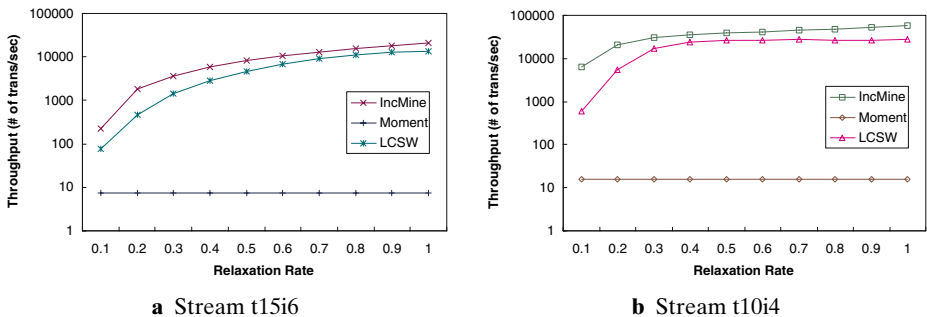 Throughput (# of trans/sec)
100000
10000
1000
100
10
1
IncMine
Moment
LCSW
0.1 0.2 0.3 0.4 0.5 0.6 0.7 0.8 0.9 1
Relaxation Rate
a Stream t15i6
Throughput (# of trans/sec)
100000
10000
1000
100
10
1
IncMine
Moment
LCSW
0.1 0.2 0.3 0.4 0.5 0.6 0.7 0.8 0.9 1
Relaxation Rate
b Stream t10i4